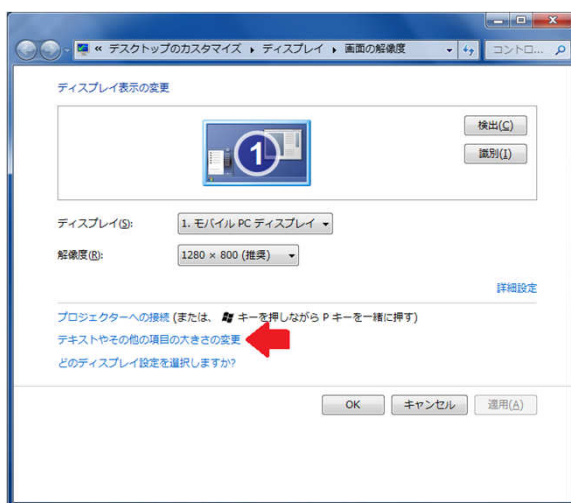 « デスクトップのカスタマイズ ▸ ディスプレイ ▸ 画面の解像度
コントロ...
ディスプレイ表示の変更
1
検出(C)
識別(I)
ディスプレイ(S): 1. モバイル PC ディスプレイ
解像度(R): 1280 × 800 (推奨)
詳細設定
プロジェクターへの接続 (または、 キーを押しながら P キーを一緒に押す)
テキストやその他の項目の大きさの変更
どのディスプレイ設定を選択しますか?
OK キャンセル 適用(A)